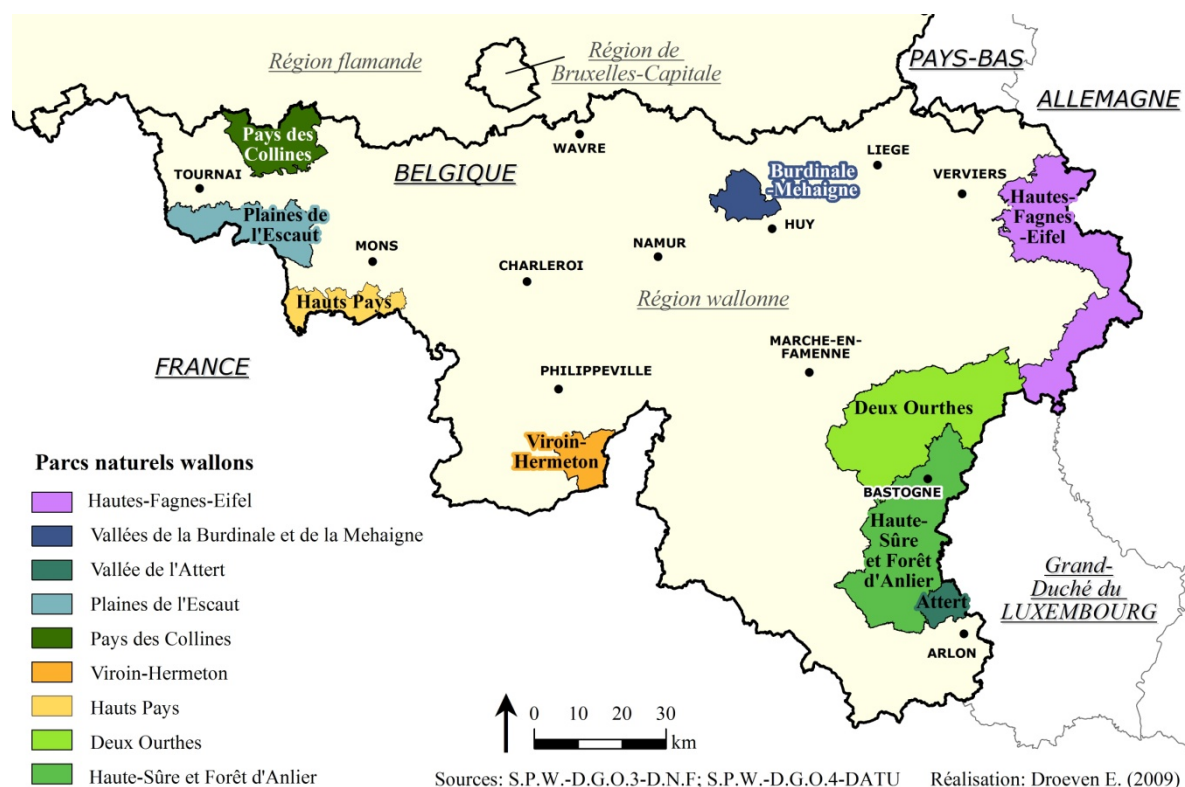 Région flamande
Région de
Bruxelles-Capitale
PAYS-BAS
ALLEMAGNE
Pays des
Collines
WAVRE
BELGIQUE
LIEGE
TOURNAI
Burdinale
-Mehaigne
VERVIERS
Hautes-
Fagnes
-Eifel
Plaines de
l'Escaut
HUY
MONS
NAMUR
CHARLEROI
Hauts Pays
Région wallonne
FRANCE
MARCHE-EN-
FAMENNE
PHILIPPEVILLE
Deux Ourthes
Viroin-
Hermeton
BASTOGNE
Haute-
Sûre
et Forêt
d'Anlier
Grand-
Duché du
LUXEMBOURG
Attert
ARLON
Parcs naturels wallons
Hautes-Fagnes-Eifel
Vallées de la Burdinale et de la Mehaigne
Vallée de l'Attert
Plaines de l'Escaut
Pays des Collines
Viroin-Hermeton
Hauts Pays
Deux Ourthes
Haute-Sûre et Forêt d'Anlier
0 10 20 30
km
Sources: S.P.W.-D.G.O.3-D.N.F; S.P.W.-D.G.O.4-DATU Réalisation: Droeven E. (2009)